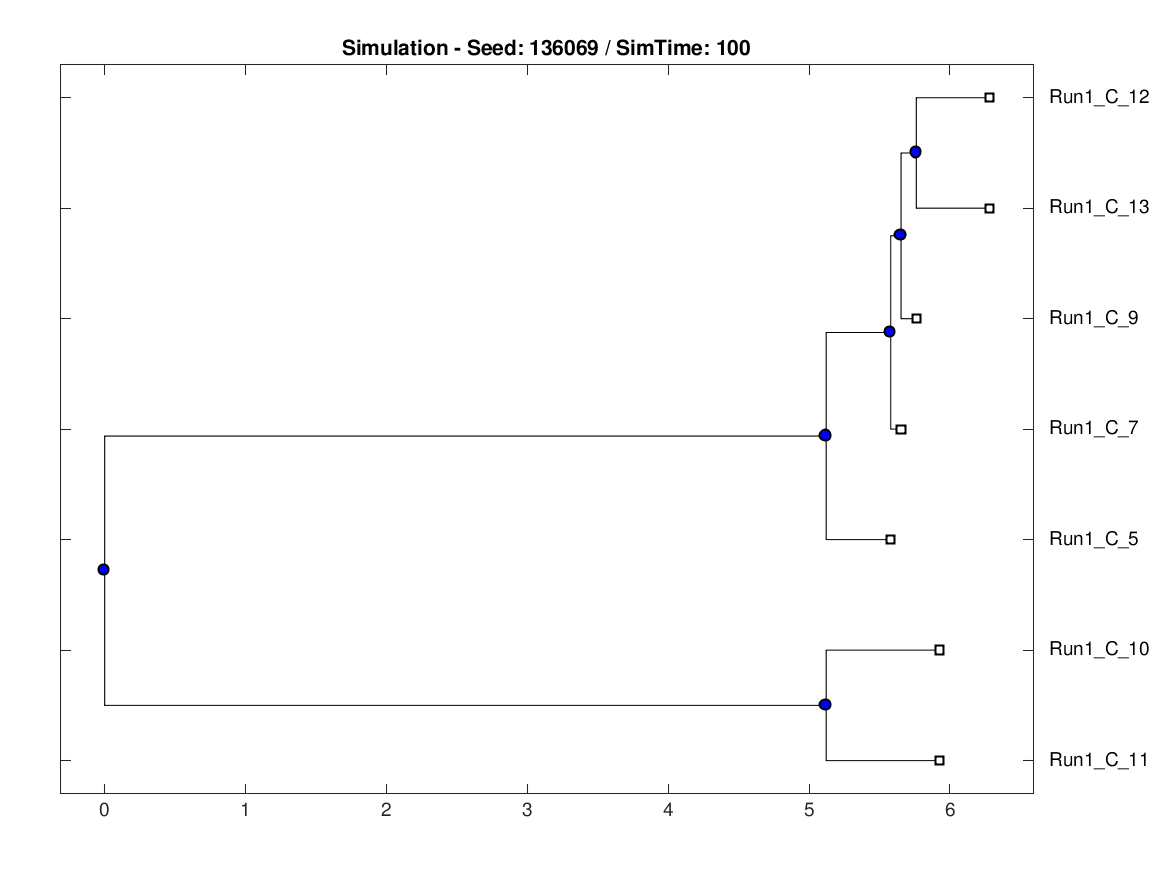 Simulation - Seed: 136069 / SimTime: 100
Run1_C_12
Run1_C_13
Run1_C_9
Run1_C_7
Run1_C_5
Run1_C_10
Run1_C_11
0 1 2 3 4 5 6